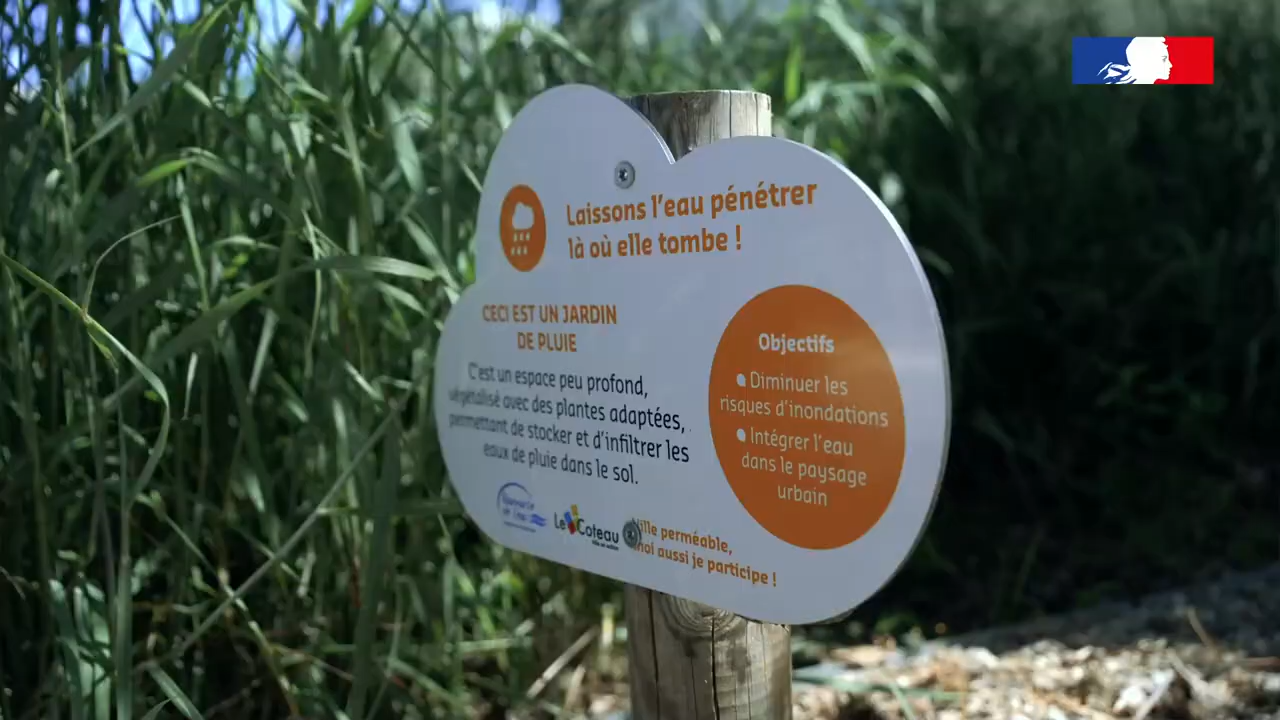 Laissons l'eau pénétrer
là où elle tombe !
CECI EST UN JARDIN
DE PLUIE
C'est un espace peu profond,
végétalisé avec des plantes adaptées,
permettant de stocker et d'infiltrer les
eaux de pluie dans le sol.
Objectifs
Diminuer les
risques d'inondations
Intégrer l'eau
dans le paysage
urbain
Le Coteau
Ville perméable,
moi aussi je participe !